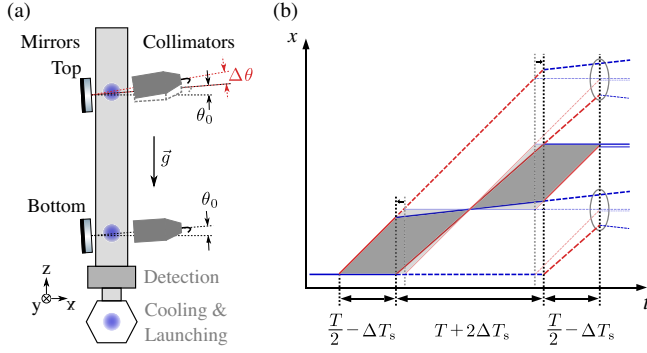 (a)
Mirrors
Collimators
Top
Δθ
θ₀
g⃗
Bottom
θ₀
Detection
z
y
x
Cooling &
Launching
(b)
x
t
T/2 − ΔTₛ
T + 2ΔTₛ
T/2 − ΔTₛ